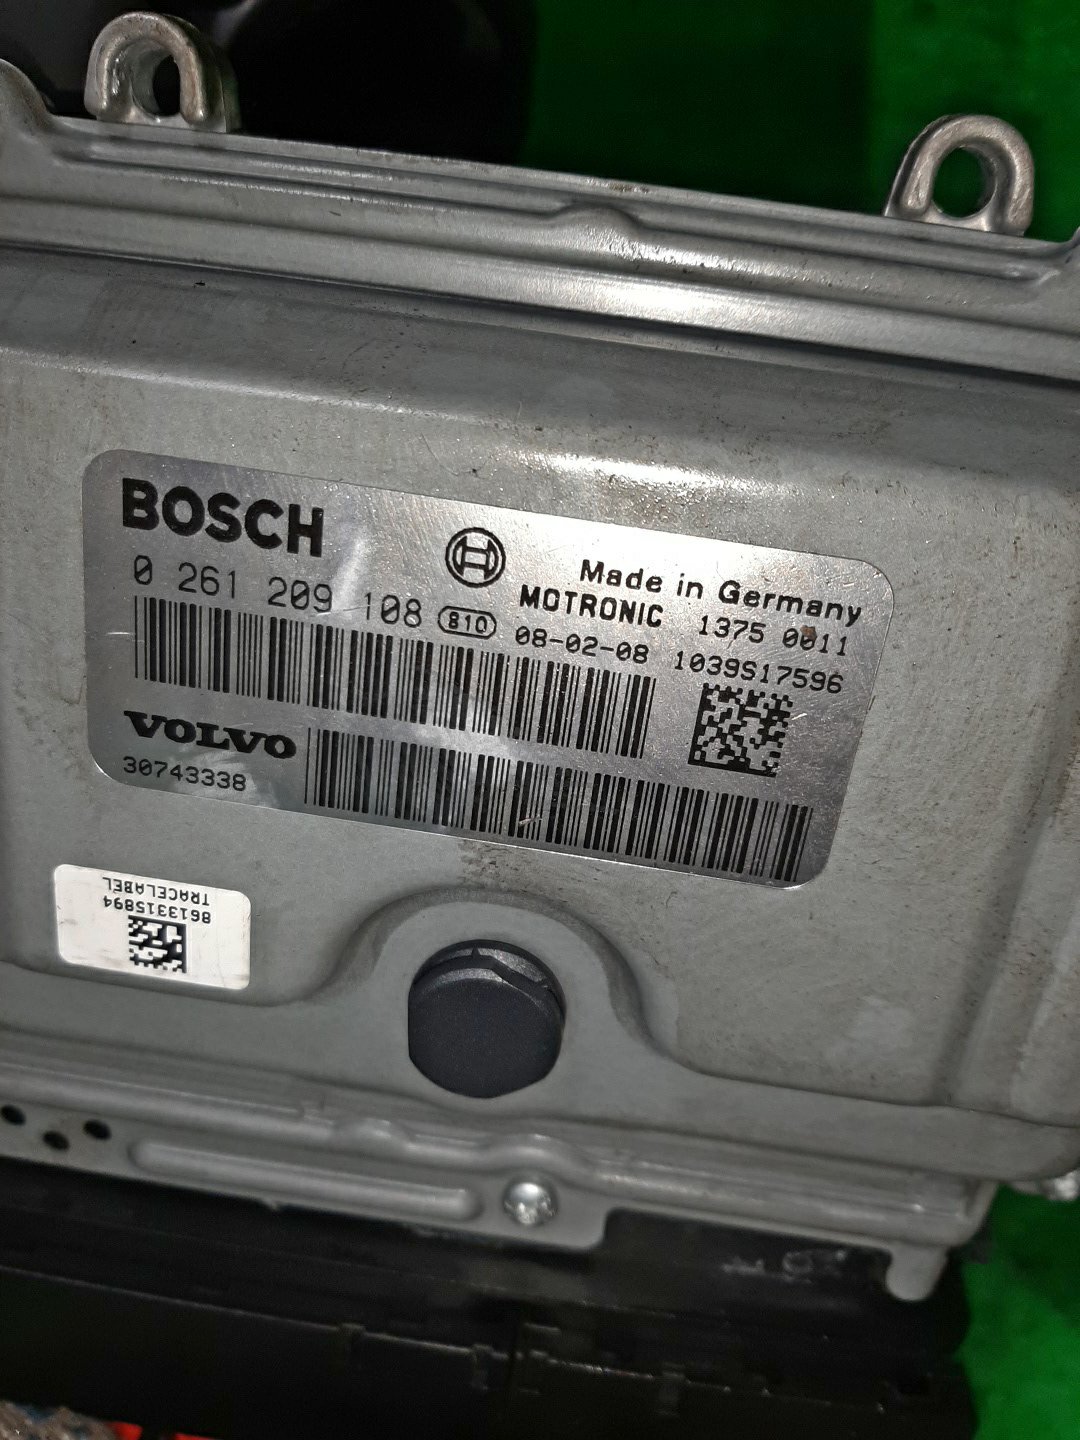 BOSCH
Made in Germany
0 261 209 108 810 MOTRONIC 1375 0011
08-02-08 1039S17596
VOLVO
30743338
8613315894
TRACELABEL